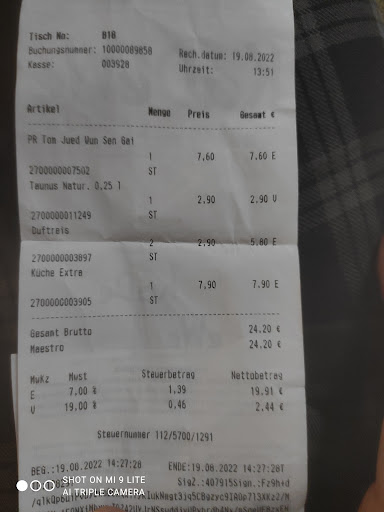 Tisch No: B10
Buchungsnummer: 10000089858 Rech.datum: 19.08.2022
Kasse: 003928 Uhrzeit: 13:51
Artikel Menge Preis Gesamt €
PR Tom Jued Wun Sen Gai
1 7,60 7.60 E
2700000007502 ST
Taunus Natur. 0,25 l
1 2,90 2.90 V
2700000011249 ST
Duftreis
2 2,90 5.80 E
2700000003897 ST
Küche Extra
1 7,90 7.90 E
2700000003905 ST
Gesamt Brutto 24.20 €
Maestro 24.20 €
MwKz Mwst Steuerbetrag Nettobetrag
E 7.00 % 1.39 19.91 €
V 19.00 % 0.46 2.44 €
Steuernummer 112/5700/1291
BEG.:19.08.2022 14:27:28 ENDE:19.08.2022 14:27:28T
SigZ.:407915Sign.:Fz9h+d
SHOT ON MI 9 LITE
AI TRIPLE CAMERA